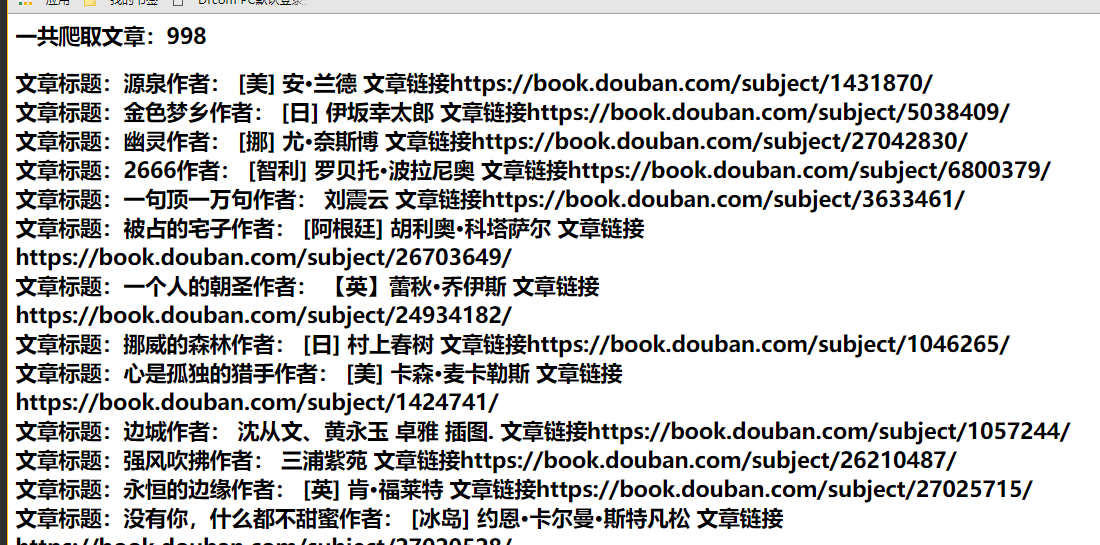 应用 我的书签 Drcom PC默认登录
一共爬取文章：998
文章标题：源泉作者： [美] 安•兰德 文章链接https://book.douban.com/subject/1431870/
文章标题：金色梦乡作者： [日] 伊坂幸太郎 文章链接https://book.douban.com/subject/5038409/
文章标题：幽灵作者： [挪] 尤•奈斯博 文章链接https://book.douban.com/subject/27042830/
文章标题：2666作者： [智利] 罗贝托•波拉尼奥 文章链接https://book.douban.com/subject/6800379/
文章标题：一句顶一万句作者： 刘震云 文章链接https://book.douban.com/subject/3633461/
文章标题：被占的宅子作者： [阿根廷] 胡利奥•科塔萨尔 文章链接
https://book.douban.com/subject/26703649/
文章标题：一个人的朝圣作者： 【英】蕾秋•乔伊斯 文章链接
https://book.douban.com/subject/24934182/
文章标题：挪威的森林作者： [日] 村上春树 文章链接https://book.douban.com/subject/1046265/
文章标题：心是孤独的猎手作者： [美] 卡森•麦卡勒斯 文章链接
https://book.douban.com/subject/1424741/
文章标题：边城作者： 沈从文、黄永玉 卓雅 插图. 文章链接https://book.douban.com/subject/1057244/
文章标题：强风吹拂作者： 三浦紫苑 文章链接https://book.douban.com/subject/26210487/
文章标题：永恒的边缘作者： [英] 肯•福莱特 文章链接https://book.douban.com/subject/27025715/
文章标题：没有你，什么都不甜蜜作者： [冰岛] 约恩•卡尔曼•斯特凡松 文章链接
https://book.douban.com/subject/27020528/